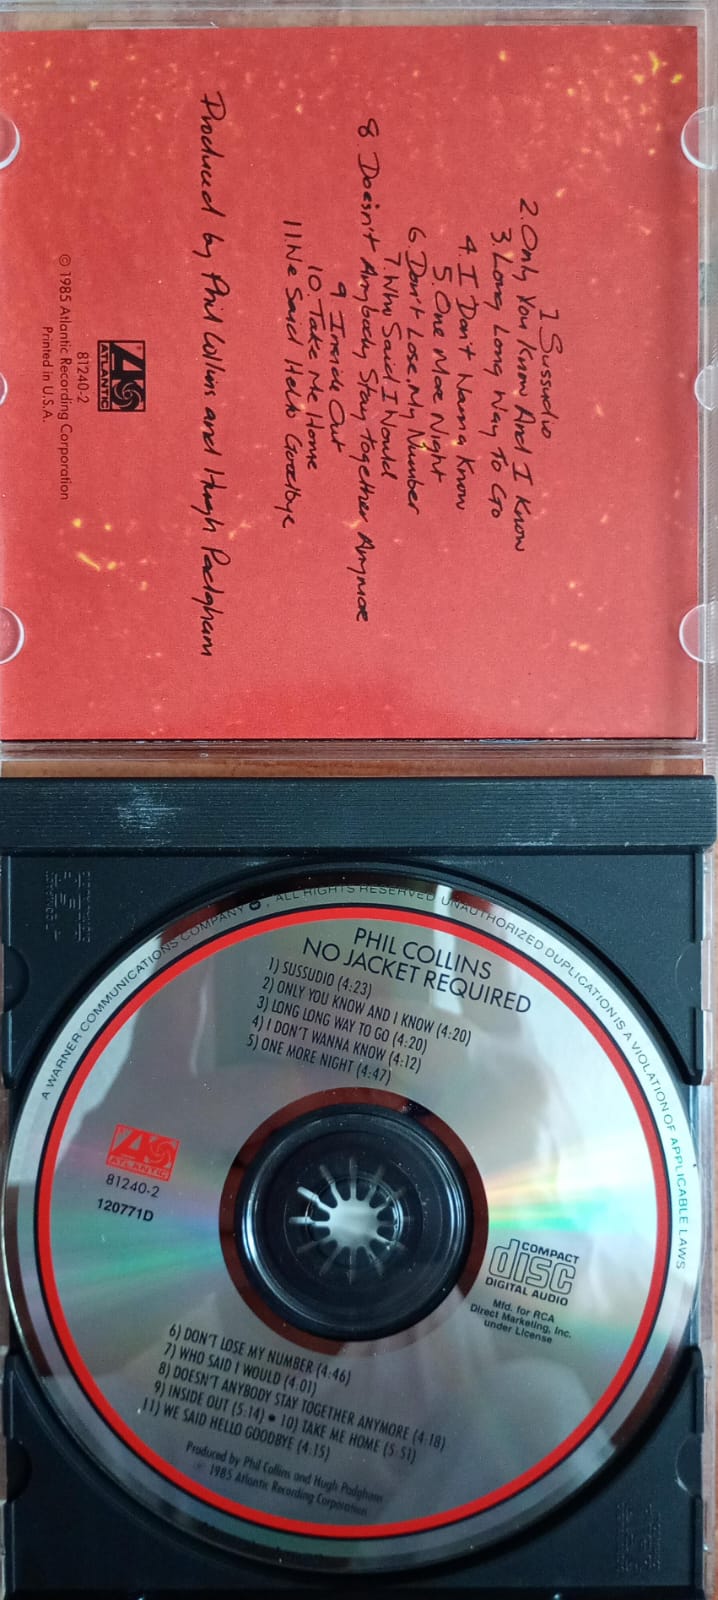 1. Sussudio
2. Only You Know And I Know
3. Long Long Way To Go
4. I Don't Wanna Know
5. One More Night
6. Don't Lose My Number
7. Who Said I Would
8. Doesn't Anybody Stay Together Anymore
9. Inside Out
10. Take Me Home
11. We Said Hello Goodbye
Produced by Phil Collins and Hugh Padgham
ATLANTIC
81240-2
© 1985 Atlantic Recording Corporation
Printed in U.S.A.
A WARNER COMMUNICATIONS COMPANY . ALL RIGHTS RESERVED UNAUTHORIZED DUPLICATION IS A VIOLATION OF APPLICABLE LAWS
PHIL COLLINS
NO JACKET REQUIRED
1) SUSSUDIO (4:23)
2) ONLY YOU KNOW AND I KNOW (4:20)
3) LONG LONG WAY TO GO (4:20)
4) I DON'T WANNA KNOW (4:12)
5) ONE MORE NIGHT (4:47)
ATLANTIC
81240-2
120771D
COMPACT
disc
DIGITAL AUDIO
Mfd. for RCA
Direct Marketing, Inc.
under License
6) DON'T LOSE MY NUMBER (4:46)
7) WHO SAID I WOULD (4.01)
8) DOESN'T ANYBODY STAY TOGETHER ANYMORE (4:18)
9) INSIDE OUT (5:14) • 10) TAKE ME HOME (5:51)
11) WE SAID HELLO GOODBYE (4:15)
Produced by Phil Collins and Hugh Padgham
℗ 1985 Atlantic Recording Corporation